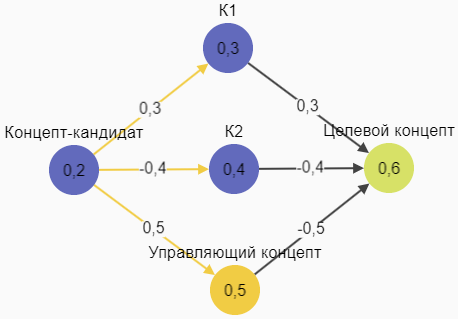 К1
0,3
0,3
0,3
Концепт-кандидат
К2
Целевой концепт
0,2
-0,4
0,4
-0,4
0,6
0,5
-0,5
Управляющий концепт
0,5